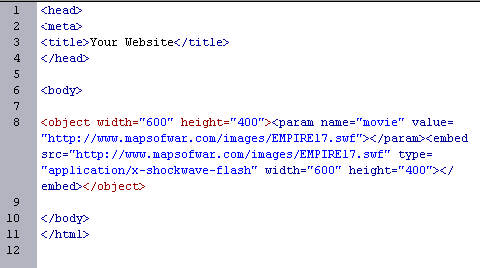 1 <head>
2 <meta>
3 <title>Your Website</title>
4 </head>
5
6 <body>
7
8 <object width="600" height="400"><param name="movie" value=
"http://www.mapsofwar.com/images/EMPIRE17.swf"></param><embed
src="http://www.mapsofwar.com/images/EMPIRE17.swf" type=
"application/x-shockwave-flash" width="600" height="400"></
embed></object>
9
10 </body>
11 </html>
12